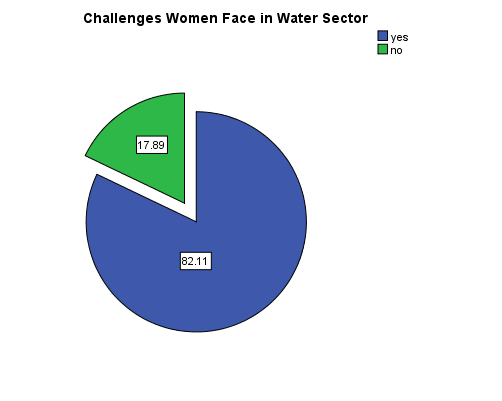 Challenges Women Face in Water Sector
yes
no
17.89
82.11